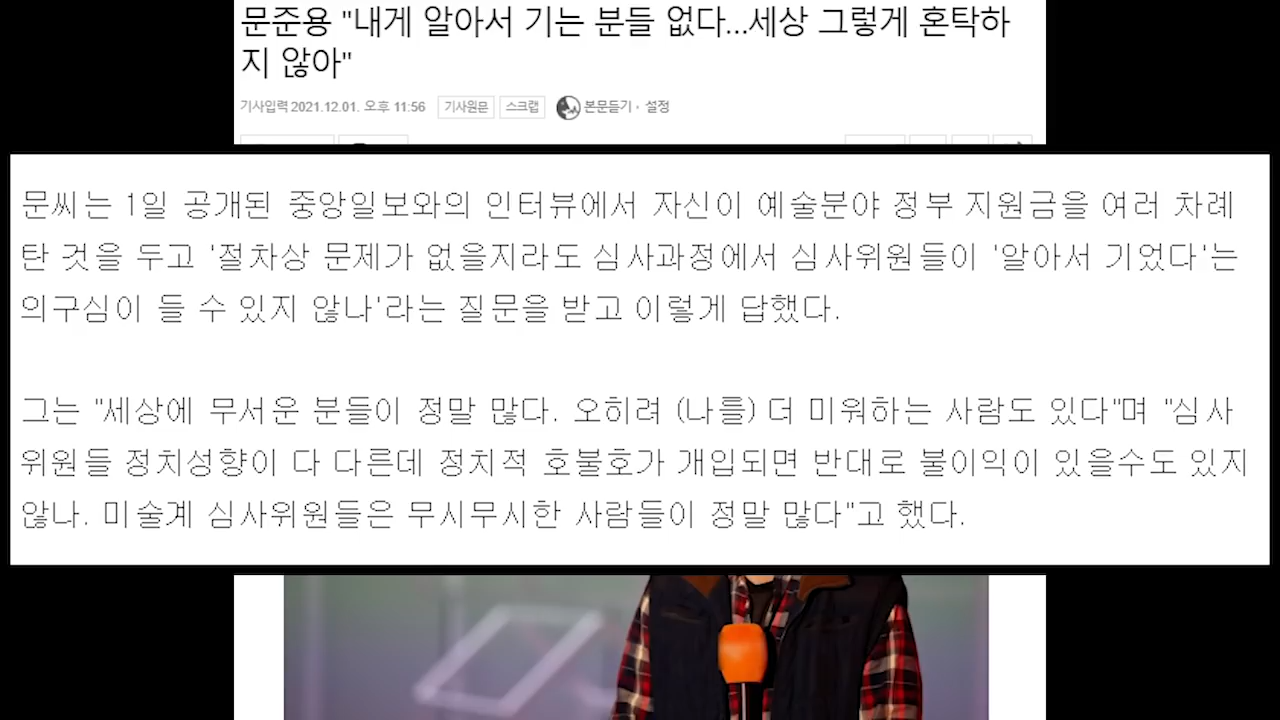 문준용 "내게 알아서 기는 분들 없다...세상 그렇게 혼탁하
지 않아"
기사입력 2021.12.01. 오후 11:56 기사원문 스크랩 본문듣기 · 설정
문씨는 1일 공개된 중앙일보와의 인터뷰에서 자신이 예술분야 정부 지원금을 여러 차례
탄 것을 두고 '절차상 문제가 없을지라도 심사과정에서 심사위원들이 '알아서 기었다'는
의구심이 들 수 있지 않나'라는 질문을 받고 이렇게 답했다.
그는 "세상에 무서운 분들이 정말 많다. 오히려 (나를) 더 미워하는 사람도 있다"며 "심사
위원들 정치성향이 다 다른데 정치적 호불호가 개입되면 반대로 불이익이 있을수도 있지
않나. 미술계 심사위원들은 무시무시한 사람들이 정말 많다"고 했다.